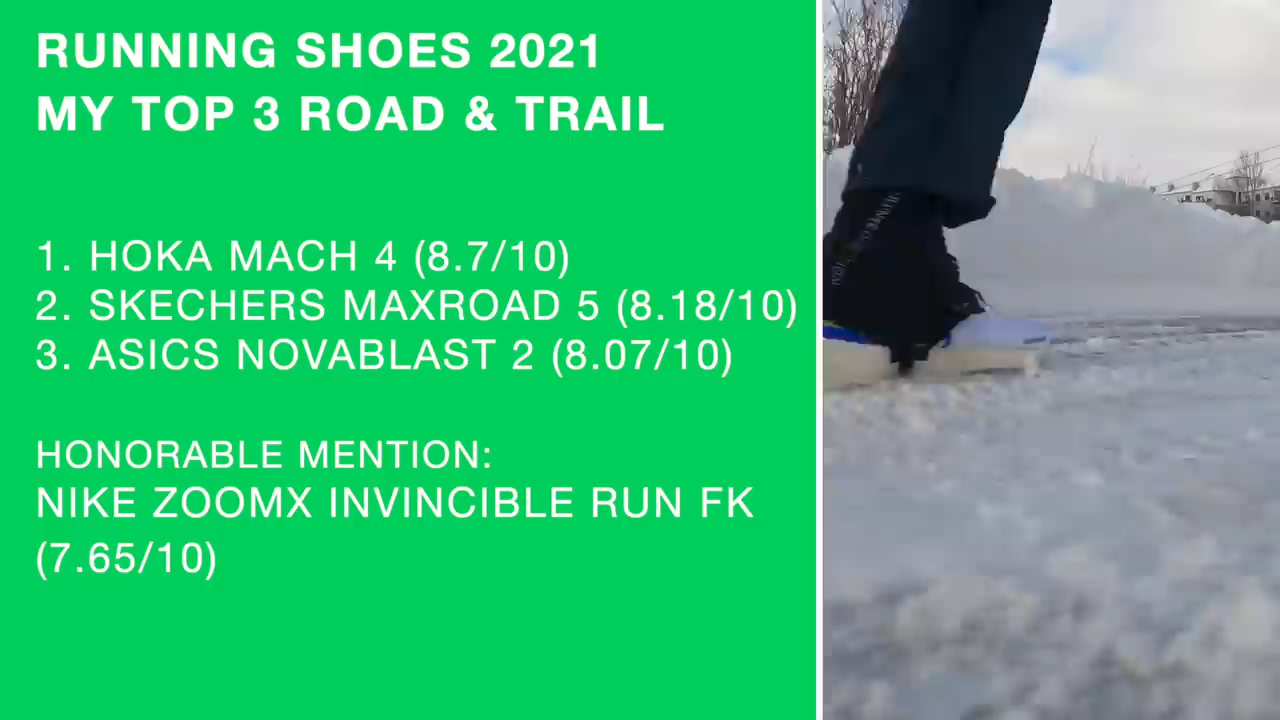 RUNNING SHOES 2021
MY TOP 3 ROAD & TRAIL
1. HOKA MACH 4 (8.7/10)
2. SKECHERS MAXROAD 5 (8.18/10)
3. ASICS NOVABLAST 2 (8.07/10)
HONORABLE MENTION:
NIKE ZOOMX INVINCIBLE RUN FK
(7.65/10)